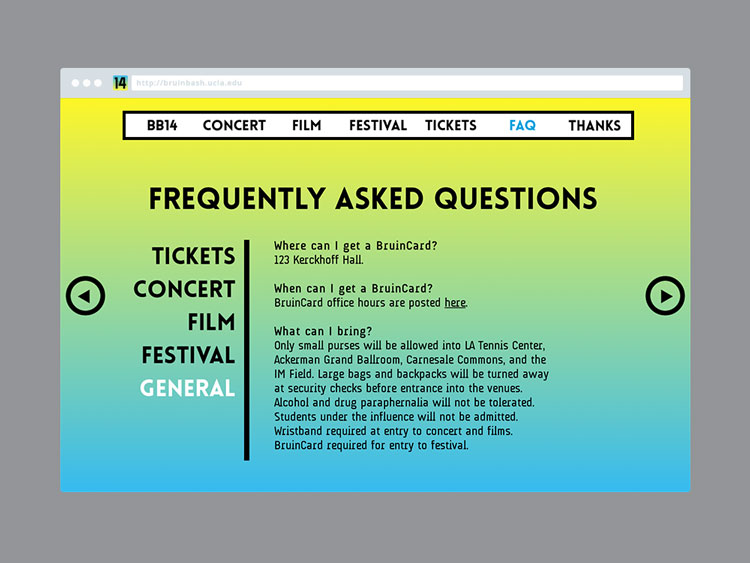 14 http://bruinbash.ucla.edu
BB14 CONCERT FILM FESTIVAL TICKETS FAQ THANKS
FREQUENTLY ASKED QUESTIONS
TICKETS
CONCERT
FILM
FESTIVAL
GENERAL
Where can I get a BruinCard?
123 Kerckhoff Hall.
When can I get a BruinCard?
BruinCard office hours are posted here.
What can I bring?
Only small purses will be allowed into LA Tennis Center,
Ackerman Grand Ballroom, Carnesale Commons, and the
IM Field. Large bags and backpacks will be turned away
at security checks before entrance into the venues.
Alcohol and drug paraphernalia will not be tolerated.
Students under the influence will not be admitted.
Wristband required at entry to concert and films.
BruinCard required for entry to festival.